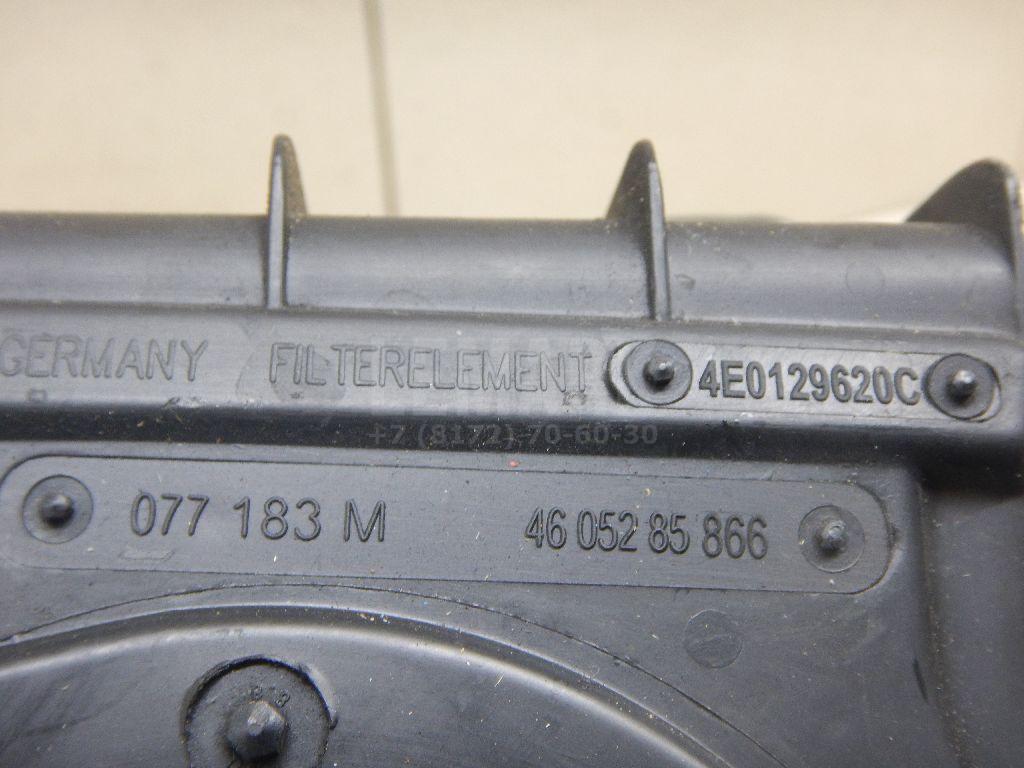 GERMANY FILTERELEMENT 4E0129620C
+7 (8172) 70-60-30
077 183 M 46 052 85 866